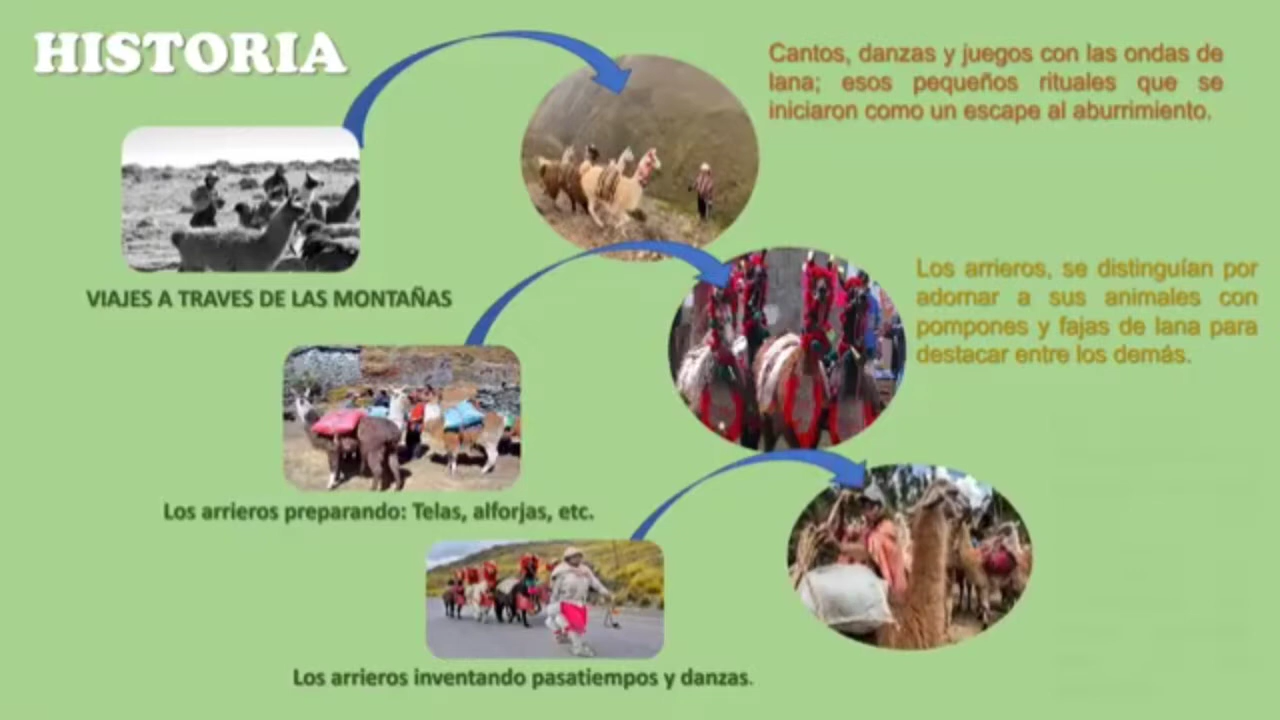 HISTORIA
Cantos, danzas y juegos con las ondas de
lana; esos pequeños rituales que se
iniciaron como un escape al aburrimiento.
VIAJES A TRAVES DE LAS MONTAÑAS
Los arrieros, se distinguían por
adornar a sus animales con
pompones y fajas de lana para
destacar entre los demás.
Los arrieros preparando: Telas, alforjas, etc.
Los arrieros inventando pasatiempos y danzas.